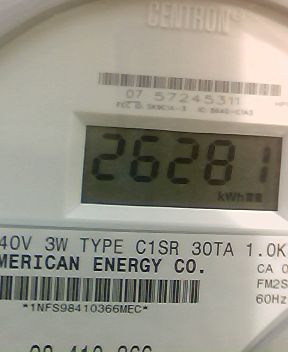 CENTRON
07 57245311
26281
kWh
40V 3W TYPE C1SR 30TA 1.0K
MERICAN ENERGY CO.
CA 0
FM2S
60Hz
*1NFS98410366MEC*